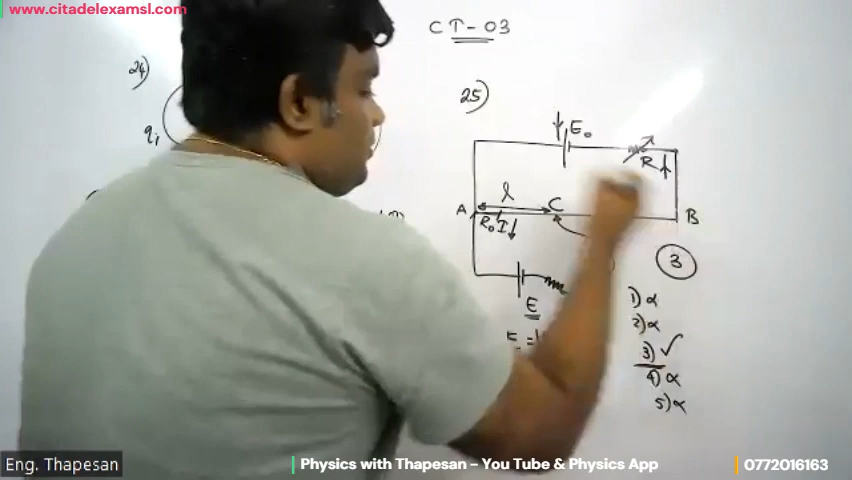 www.citadelexamsl.com
CT-03
24)
q₁
25)
E₀
R
l
A
C
B
R₀ I
3
E
1) α
2) α
3) ✓
4) α
5) α
Eng. Thapesan
Physics with Thapesan - You Tube & Physics App
0772016163